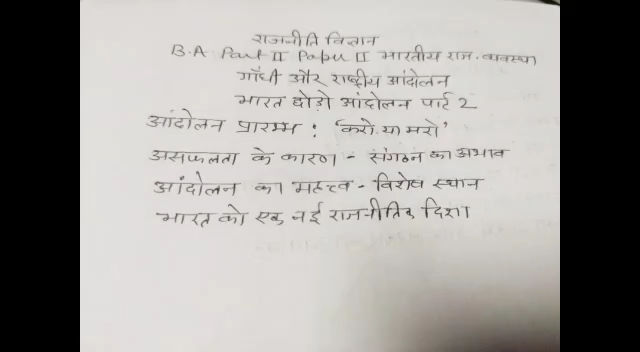 राजनीति विज्ञान
B.A. Part II Paper II भारतीय राज. व्यवस्था
गाँधी और राष्ट्रीय आंदोलन
भारत छोड़ो आंदोलन पार्ट 2
आंदोलन प्रारम्भ : 'करो या मरो'
असफलता के कारण - संगठन का अभाव
आंदोलन का महत्त्व - विशेष स्थान
भारत को एक नई राजनीतिक दिशा